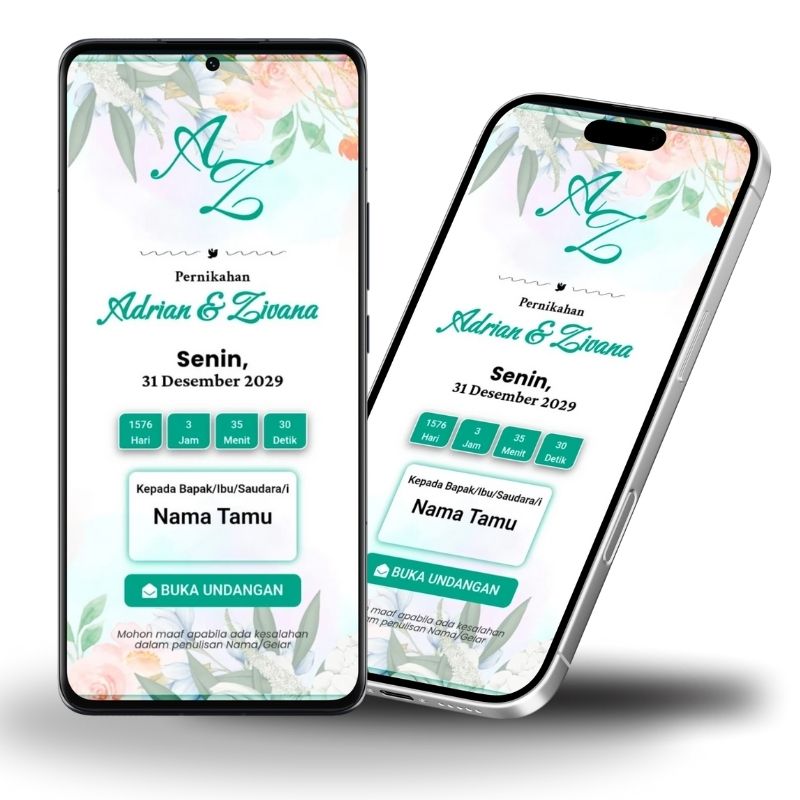 AZ
Pernikahan
Adrian & Zivana
Senin,
31 Desember 2029
1576 3 35 30
Hari Jam Menit Detik
Kepada Bapak/Ibu/Saudara/i
Nama Tamu
BUKA UNDANGAN
Mohon maaf apabila ada kesalahan
dalam penulisan Nama/Gelar
AZ
Pernikahan
Adrian & Zivana
Senin,
31 Desember 2029
1576 3 35 30
Hari Jam Menit Detik
Kepada Bapak/Ibu/Saudara/i
Nama Tamu
BUKA UNDANGAN
maaf apabila ada kesalahan
penulisan Nama/Gelar